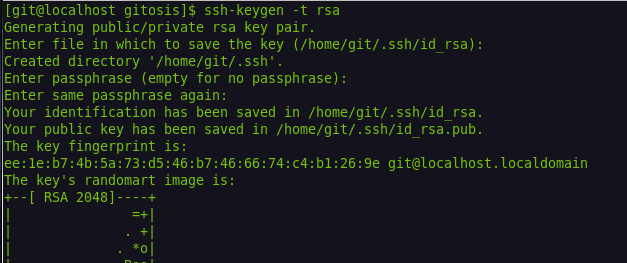 [git@localhost gitosis]$ ssh-keygen -t rsa
Generating public/private rsa key pair.
Enter file in which to save the key (/home/git/.ssh/id_rsa):
Created directory '/home/git/.ssh'.
Enter passphrase (empty for no passphrase):
Enter same passphrase again:
Your identification has been saved in /home/git/.ssh/id_rsa.
Your public key has been saved in /home/git/.ssh/id_rsa.pub.
The key fingerprint is:
ee:1e:b7:4b:5a:73:d5:46:b7:46:66:74:c4:b1:26:9e git@localhost.localdomain
The key's randomart image is:
+--[ RSA 2048]----+
|               =+|
|              . +|
|             . *o|